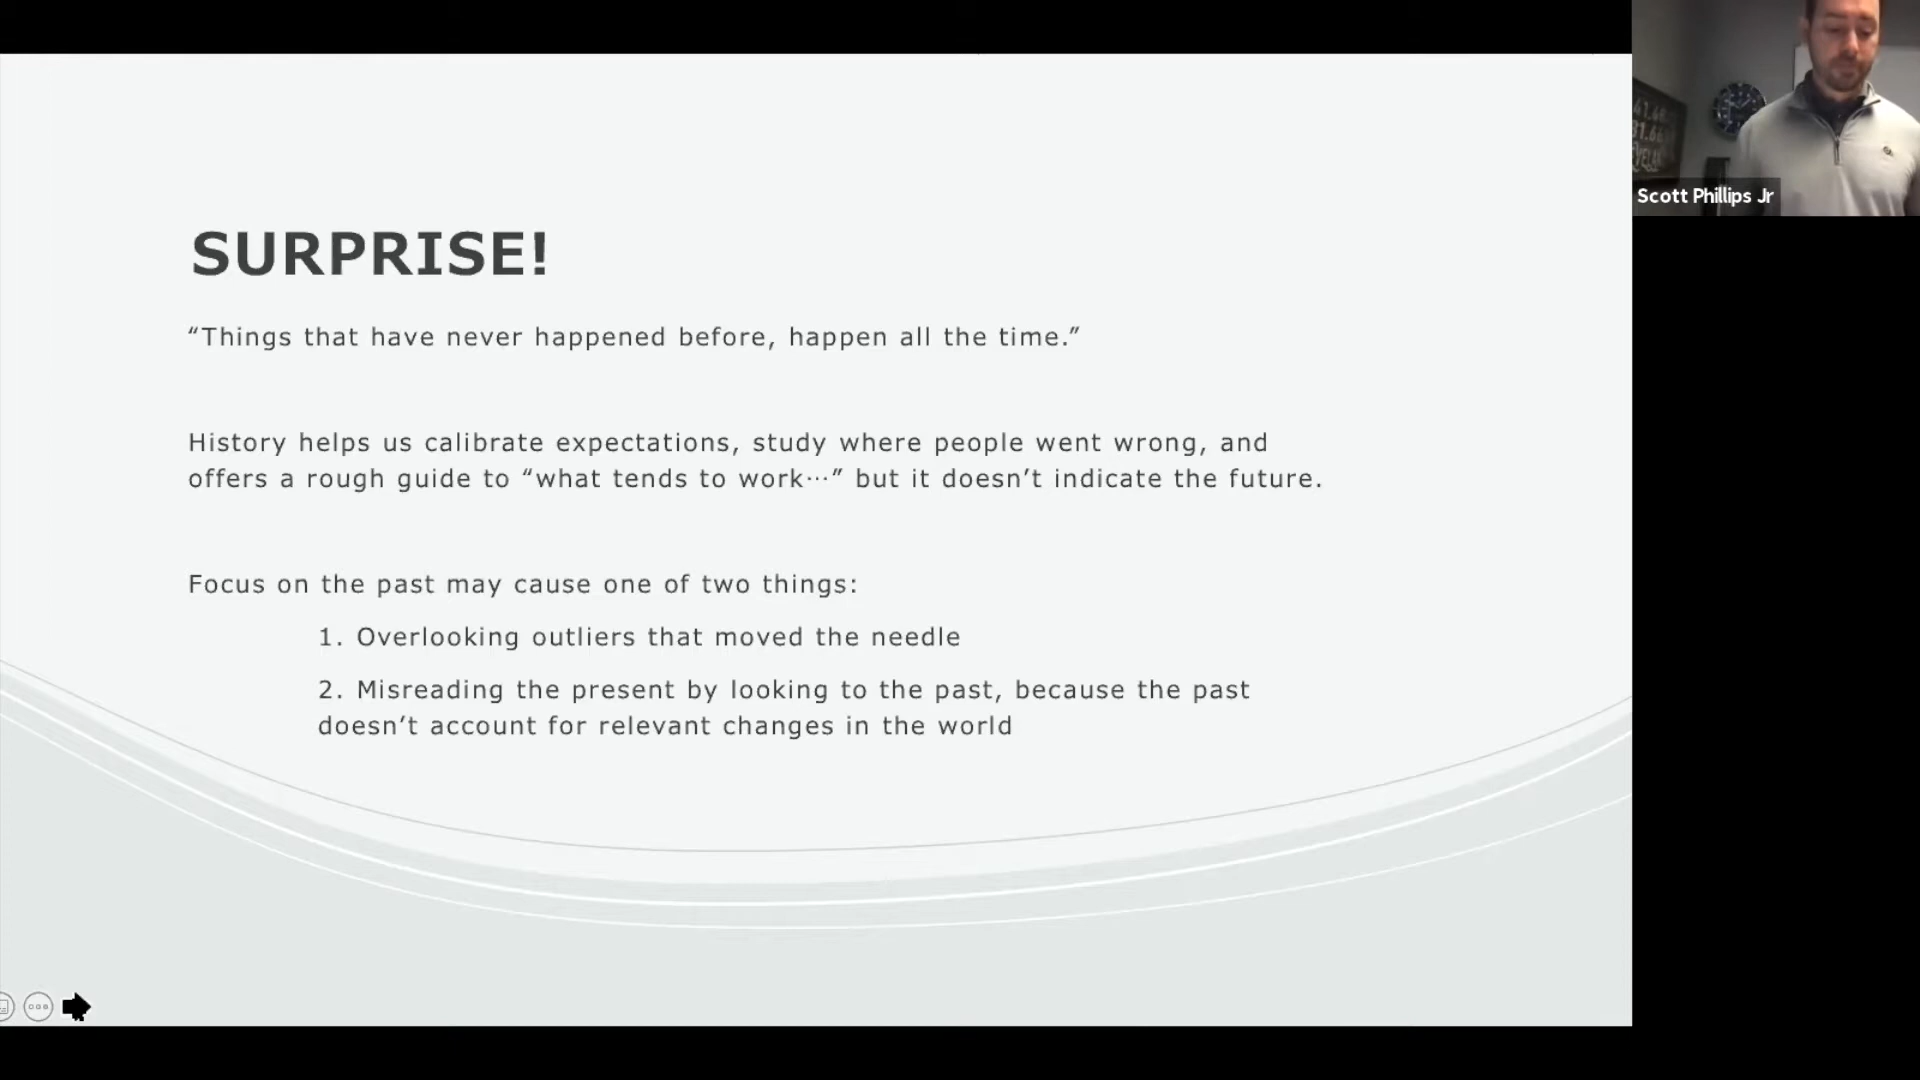 SURPRISE!
“Things that have never happened before, happen all the time.”
History helps us calibrate expectations, study where people went wrong, and
offers a rough guide to “what tends to work…” but it doesn’t indicate the future.
Focus on the past may cause one of two things:
1. Overlooking outliers that moved the needle
2. Misreading the present by looking to the past, because the past
doesn’t account for relevant changes in the world
Scott Phillips Jr